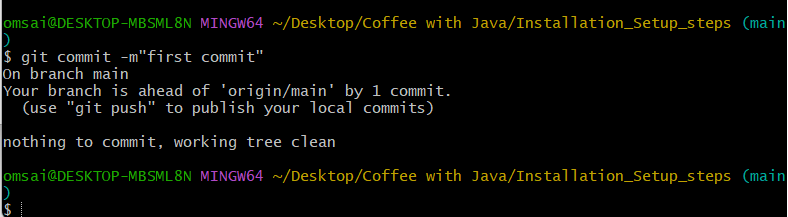 omsai@DESKTOP-MBSML8N MINGW64 ~/Desktop/Coffee with Java/Installation_Setup_steps (main
)
$ git commit -m"first commit"
On branch main
Your branch is ahead of 'origin/main' by 1 commit.
  (use "git push" to publish your local commits)

nothing to commit, working tree clean

omsai@DESKTOP-MBSML8N MINGW64 ~/Desktop/Coffee with Java/Installation_Setup_steps (main
)
$